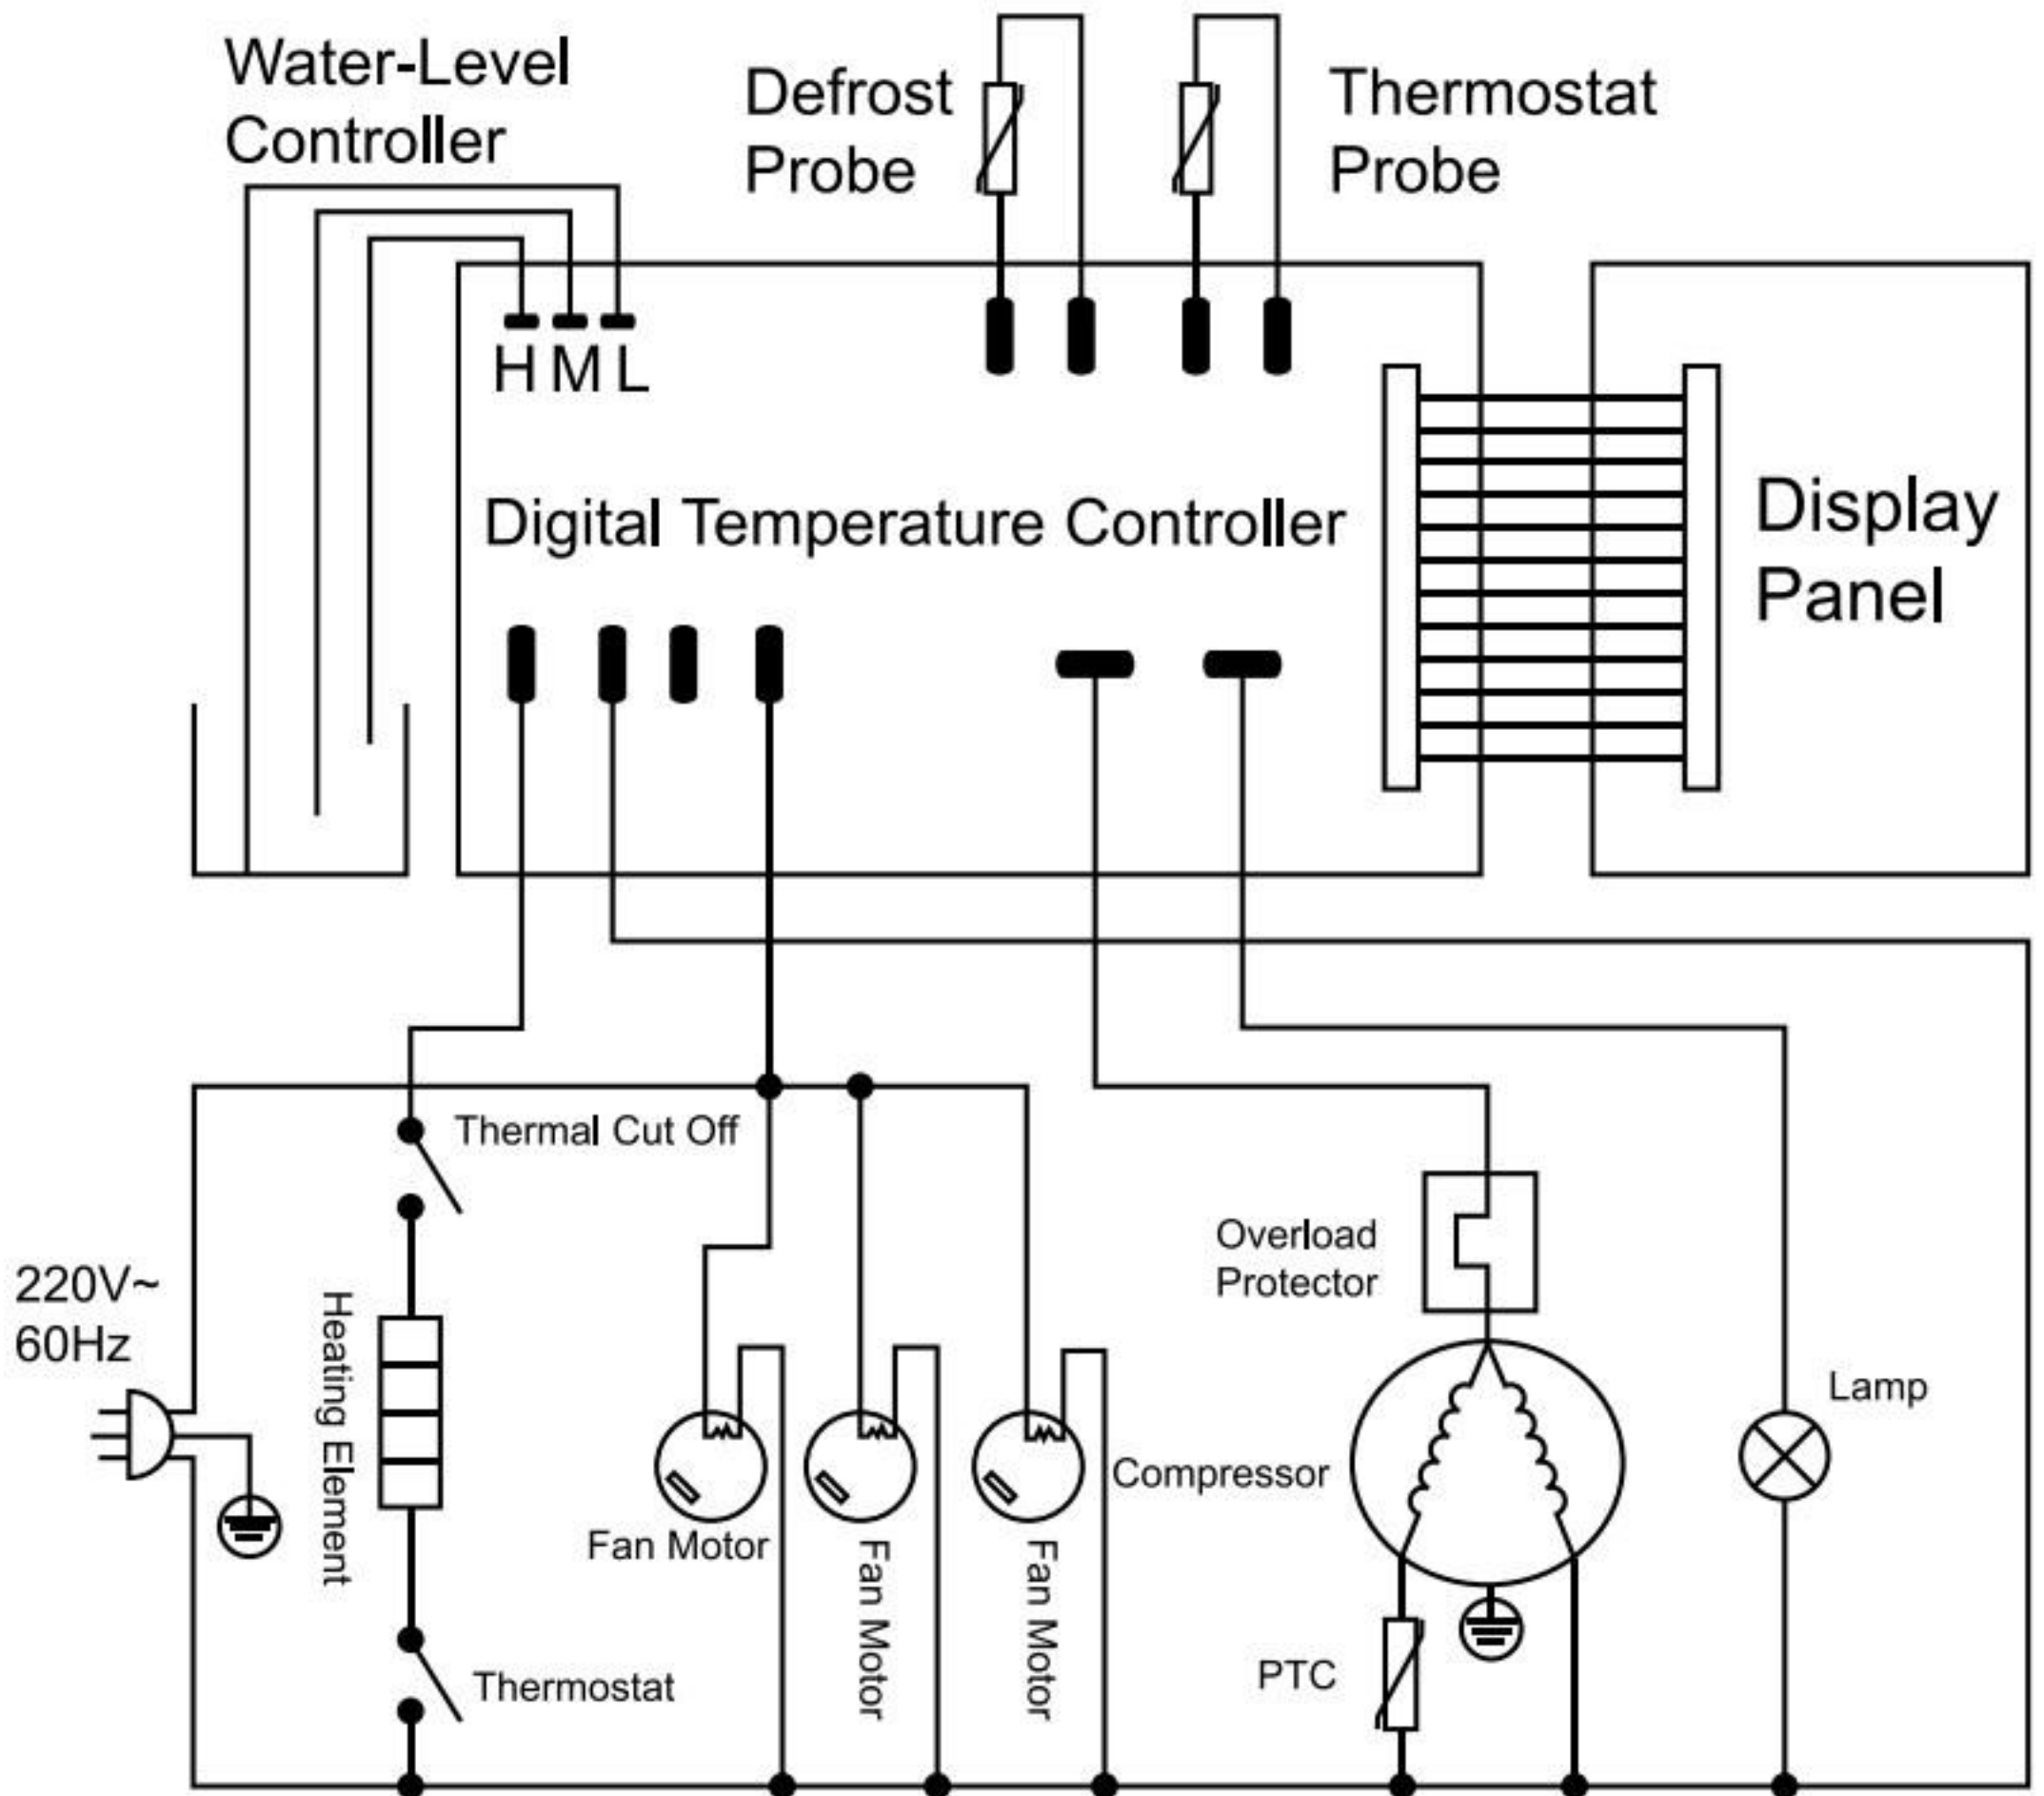 Water-Level
Controller
Defrost
Probe
Thermostat
Probe
H M L
Digital Temperature Controller
Display
Panel
Thermal Cut Off
220V~
60Hz
Heating Element
Overload
Protector
Lamp
Compressor
Fan Motor
Fan Motor
Fan Motor
Thermostat
PTC